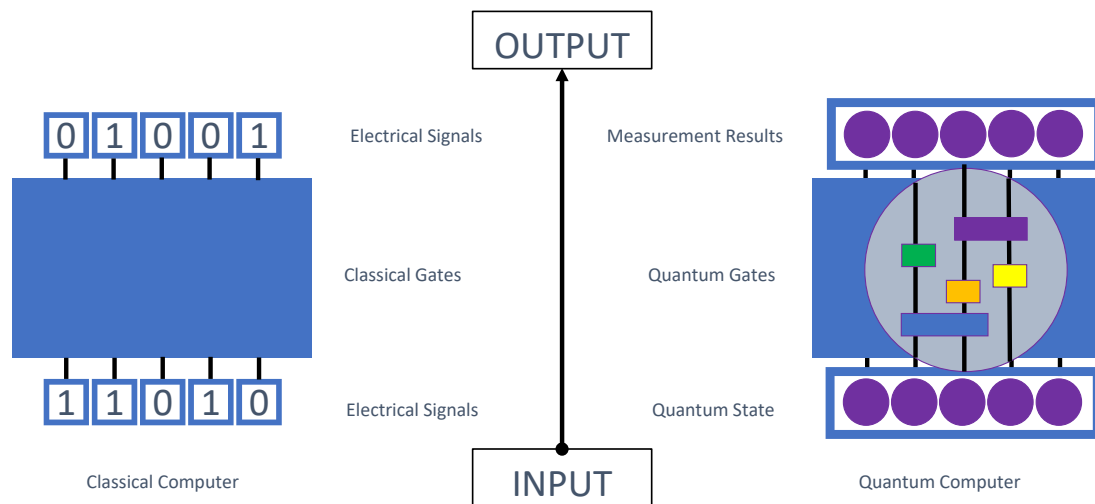 OUTPUT
0 1 0 0 1
Electrical Signals
Measurement Results
Classical Gates
Quantum Gates
1 1 0 1 0
Electrical Signals
Quantum State
Classical Computer
INPUT
Quantum Computer